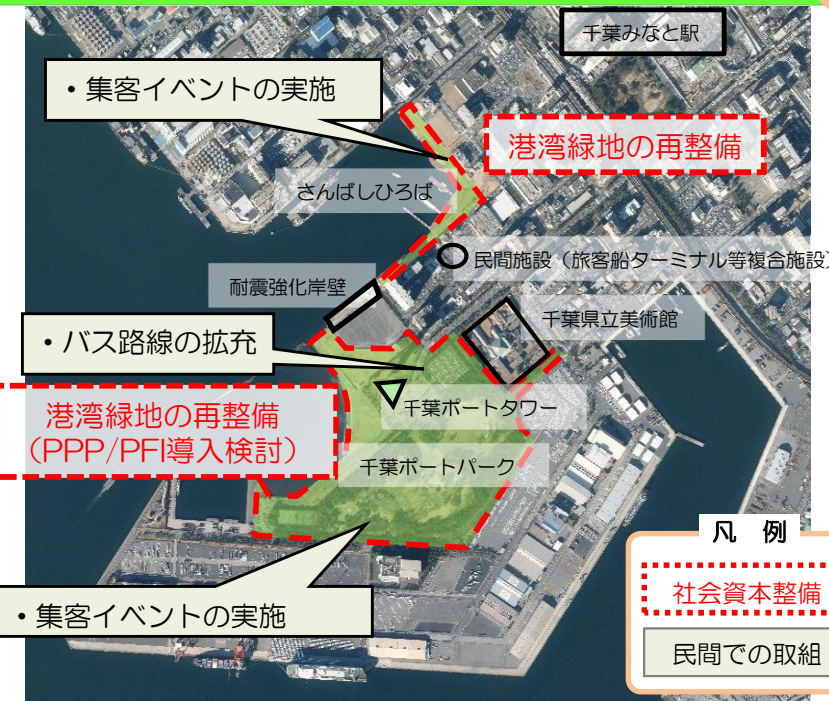 千葉みなと駅
・集客イベントの実施
港湾緑地の再整備
さんばしひろば
民間施設（旅客船ターミナル等複合施設）
耐震強化岸壁
千葉県立美術館
・バス路線の拡充
千葉ポートタワー
港湾緑地の再整備
（PPP/PFI導入検討）
千葉ポートパーク
・集客イベントの実施
凡 例
社会資本整備
民間での取組